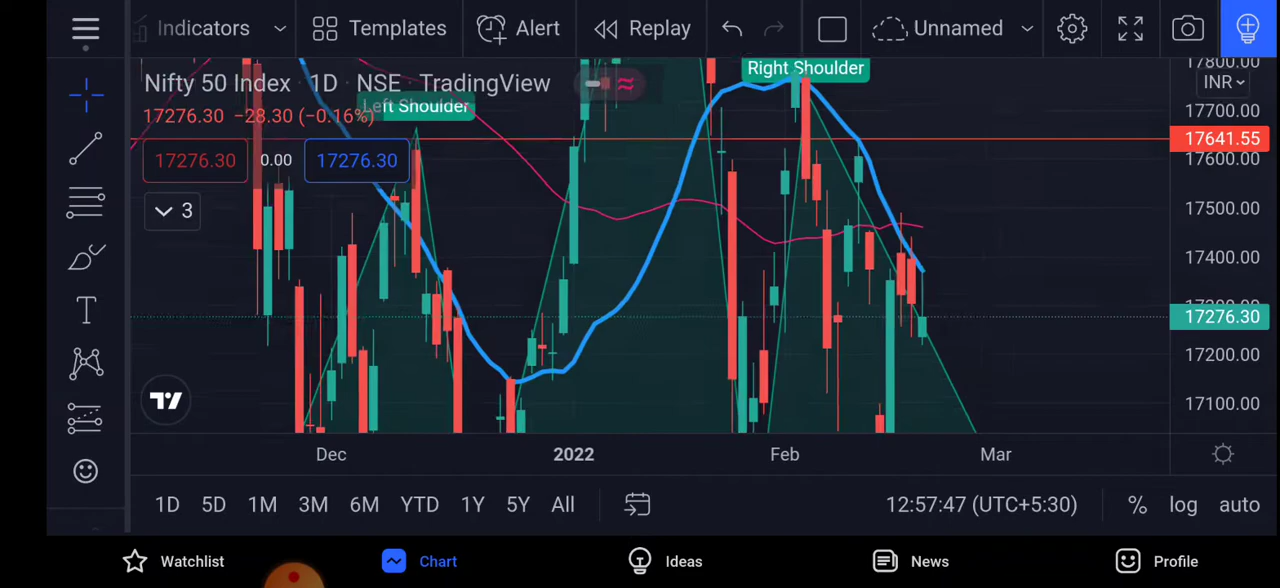 Indicators Templates Alert Replay Unnamed
Right Shoulder
17800.00
Nifty 50 Index · 1D · NSE · TradingView
INR
Left Shoulder
17276.30 −28.30 (−0.16%)
17700.00
17641.55
17276.30 0.00 17276.30
17600.00
3
17500.00
17400.00
17300.00
17276.30
17200.00
17100.00
Dec 2022 Feb Mar
1D 5D 1M 3M 6M YTD 1Y 5Y All 12:57:47 (UTC+5:30) % log auto
Watchlist Chart Ideas News Profile